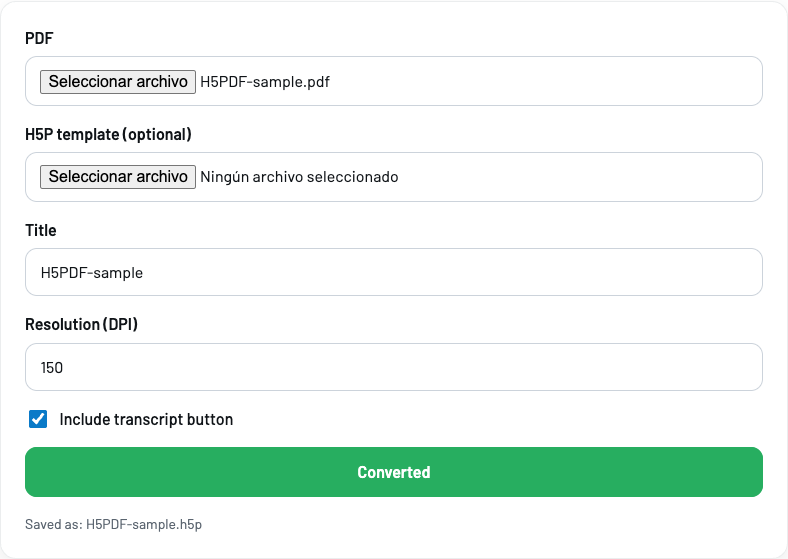 PDF
Seleccionar archivo H5PDF-sample.pdf
H5P template (optional)
Seleccionar archivo Ningún archivo seleccionado
Title
H5PDF-sample
Resolution (DPI)
150
Include transcript button
Converted
Saved as: H5PDF-sample.h5p